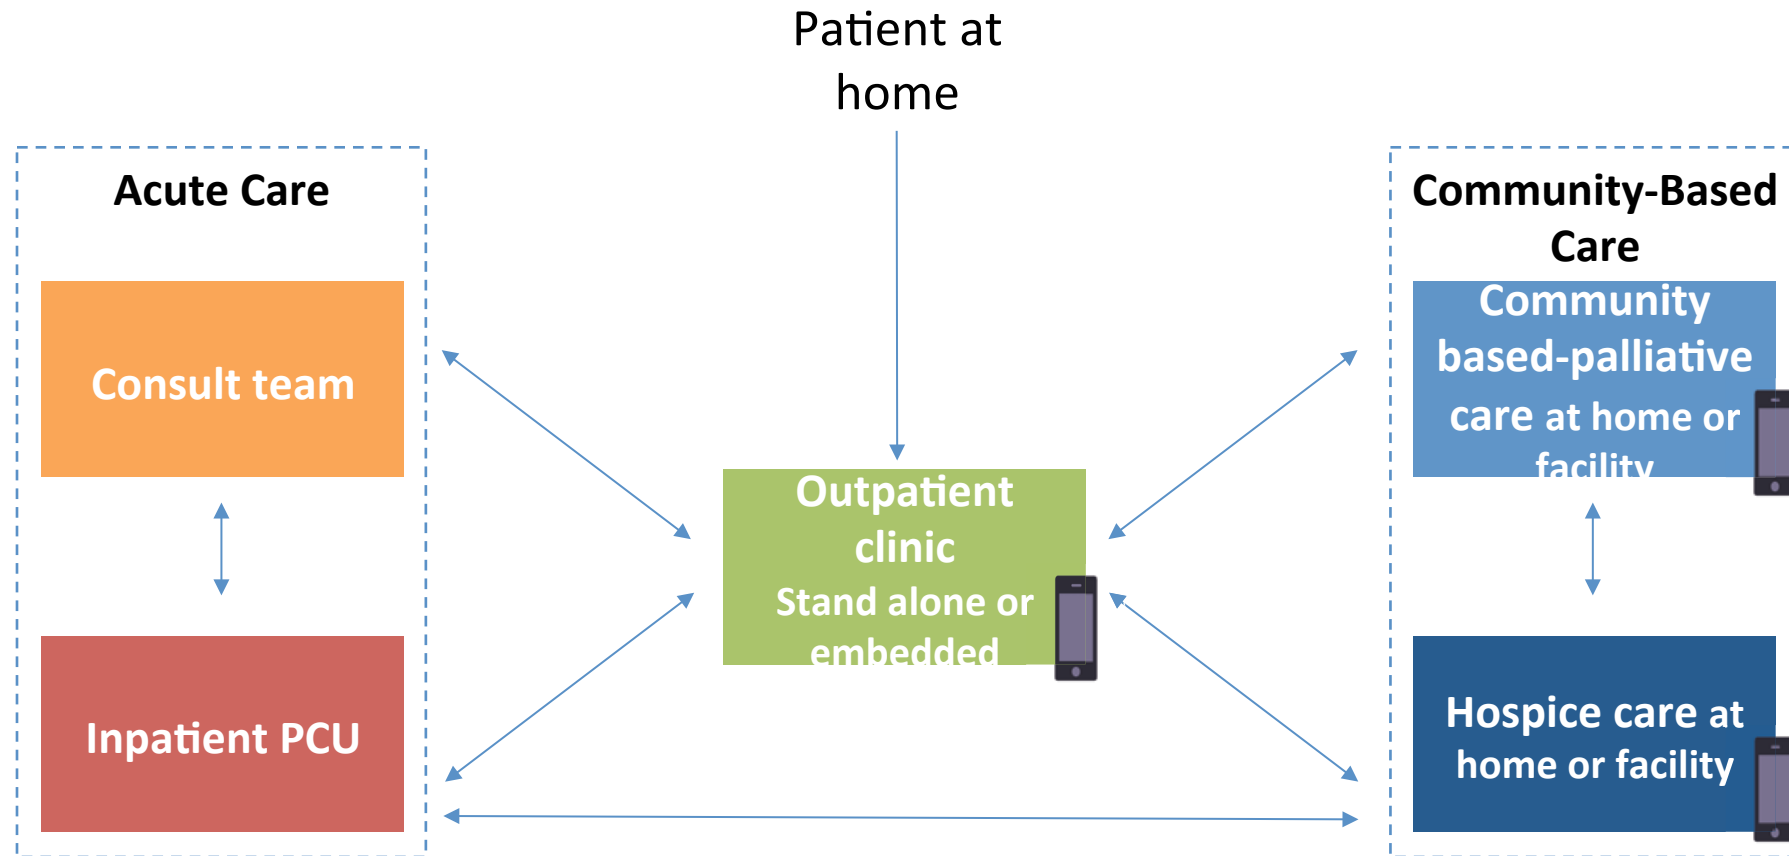 Patient at
home
Acute Care
Consult team
Inpatient PCU
Outpatient
clinic
Stand alone or
embedded
Community-Based
Care
Community
based-palliative
care at home or
facility
Hospice care at
home or facility